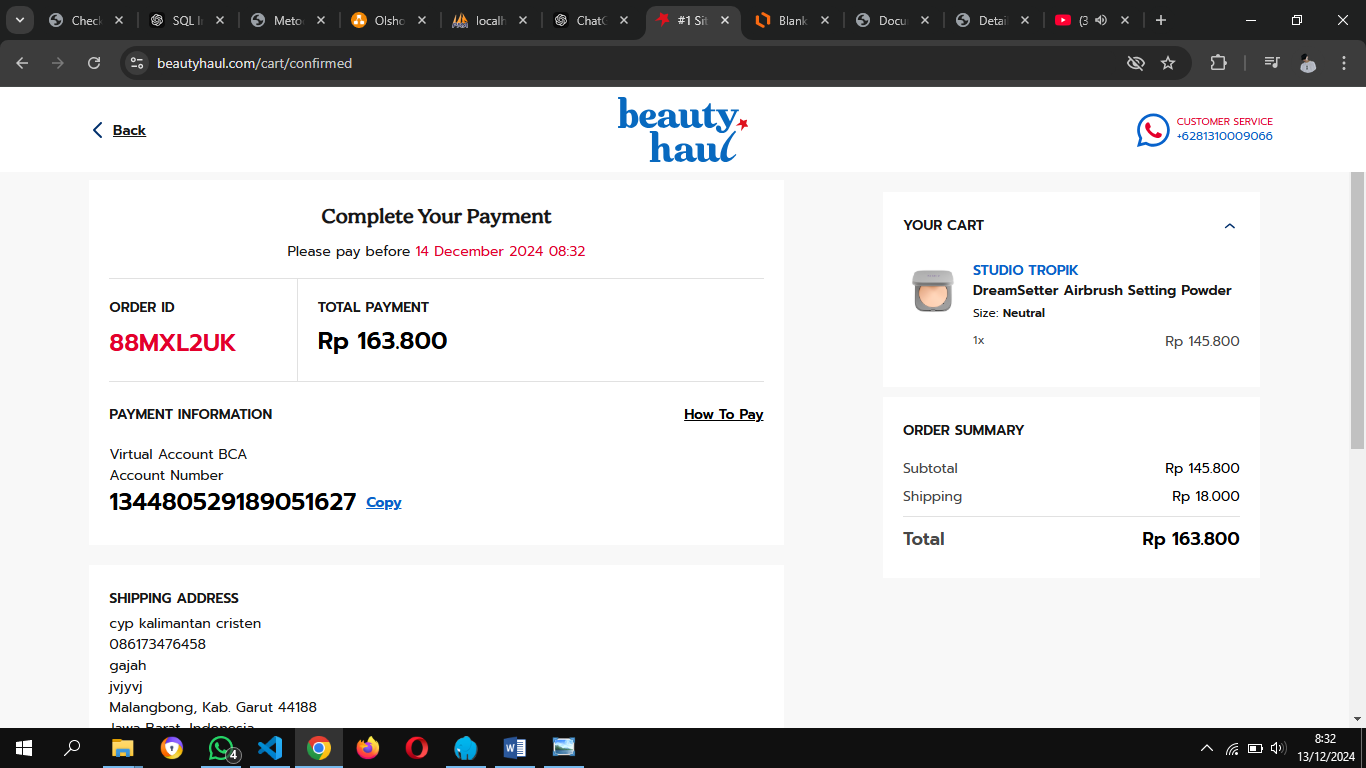 Check
SQL I
Meto
Olsho
localh
Chat
#1 Sit
Blank
Docu
Detai
(3
beautyhaul.com/cart/confirmed
Back
beauty
haul
CUSTOMER SERVICE
+6281310009066
Complete Your Payment
Please pay before 14 December 2024 08:32
ORDER ID
88MXL2UK
TOTAL PAYMENT
Rp 163.800
PAYMENT INFORMATION
How To Pay
Virtual Account BCA
Account Number
134480529189051627 Copy
SHIPPING ADDRESS
cyp kalimantan cristen
086173476458
gajah
jvjyvj
Malangbong, Kab. Garut 44188
Jawa Barat, Indonesia
YOUR CART
STUDIO TROPIK
DreamSetter Airbrush Setting Powder
Size: Neutral
1x Rp 145.800
ORDER SUMMARY
Subtotal Rp 145.800
Shipping Rp 18.000
Total Rp 163.800
4
8:32
13/12/2024